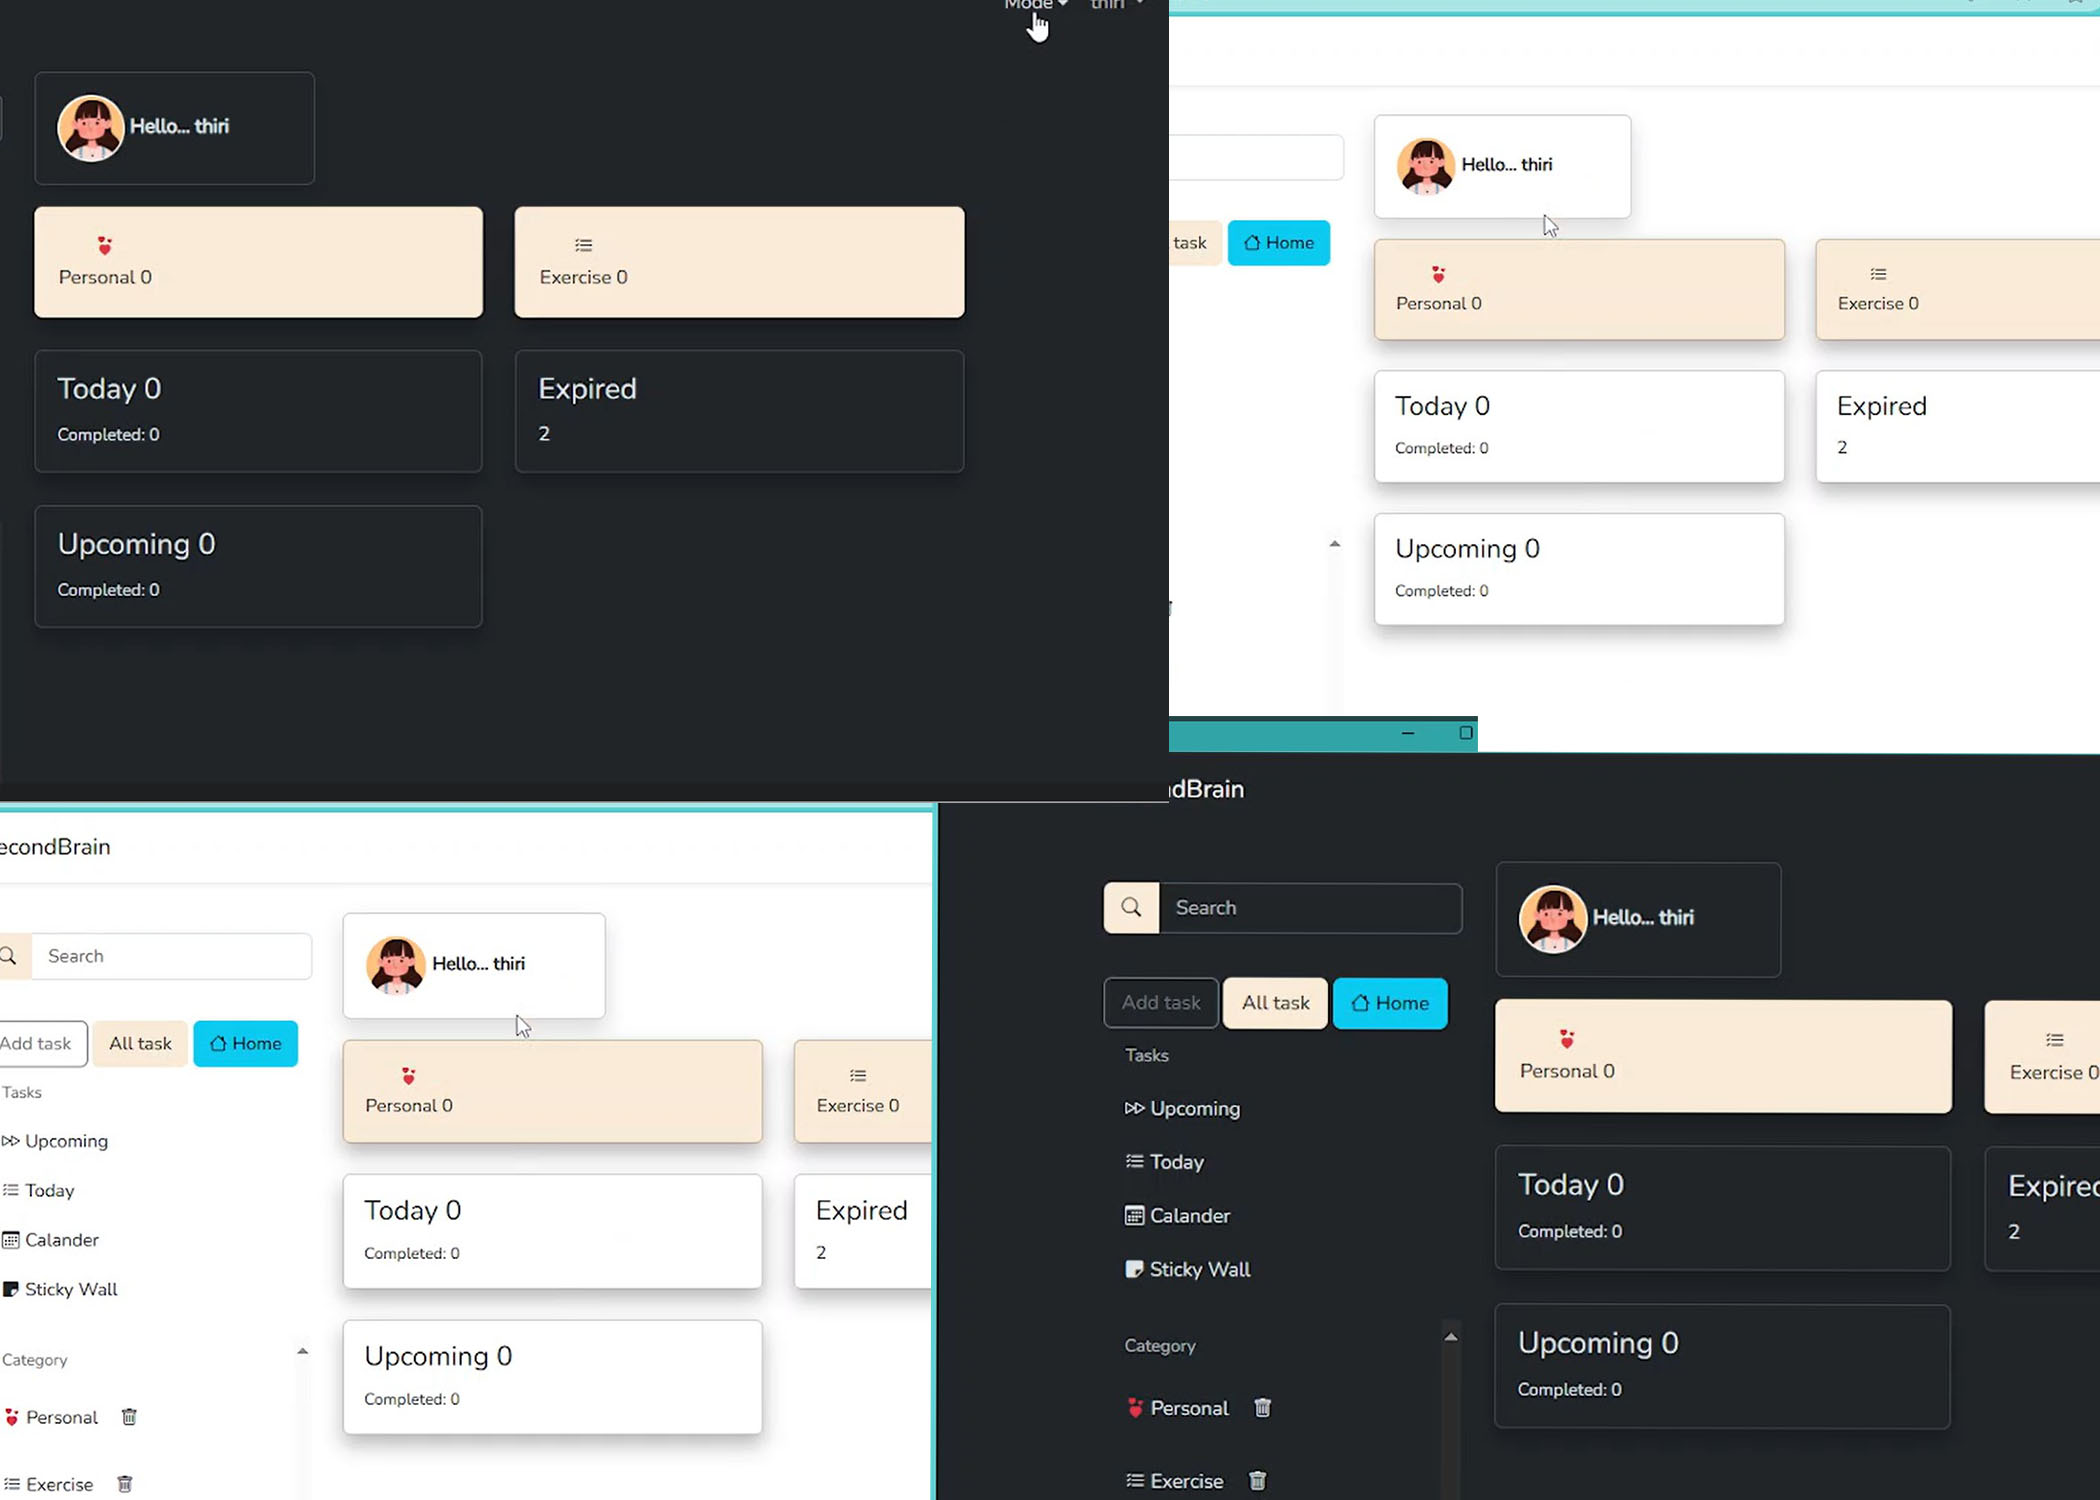 Mode thiri
Hello... thiri
Personal 0
Exercise 0
Today 0
Completed: 0
Expired
2
Upcoming 0
Completed: 0
Hello... thiri
task
Home
Personal 0
Exercise 0
Today 0
Completed: 0
Expired
2
Upcoming 0
Completed: 0
econdBrain
Search
Hello... thiri
Add task
All task
Home
Tasks
Personal 0
Exercise 0
Upcoming
Today
Calander
Sticky Wall
Today 0
Completed: 0
Expired
2
Category
Personal
Exercise
Upcoming 0
Completed: 0
ndBrain
Search
Hello... thiri
Add task
All task
Home
Tasks
Personal 0
Exercise 0
Upcoming
Today
Calander
Sticky Wall
Today 0
Completed: 0
Expired
2
Category
Personal
Exercise
Upcoming 0
Completed: 0